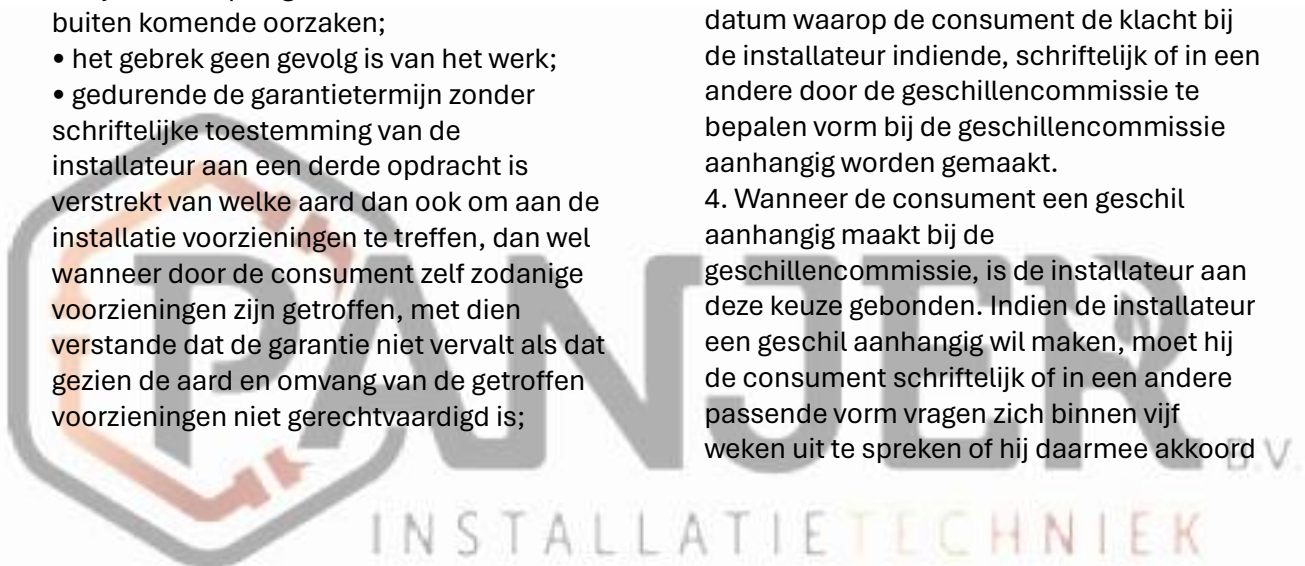 buiten komende oorzaken;
• het gebrek geen gevolg is van het werk;
• gedurende de garantietermijn zonder
schriftelijke toestemming van de
installateur aan een derde opdracht is
verstrekt van welke aard dan ook om aan de
installatie voorzieningen te treffen, dan wel
wanneer door de consument zelf zodanige
voorzieningen zijn getroffen, met dien
verstande dat de garantie niet vervalt als dat
gezien de aard en omvang van de getroffen
voorzieningen niet gerechtvaardigd is;
datum waarop de consument de klacht bij
de installateur indiende, schriftelijk of in een
andere door de geschillencommissie te
bepalen vorm bij de geschillencommissie
aanhangig worden gemaakt.
4. Wanneer de consument een geschil
aanhangig maakt bij de
geschillencommissie, is de installateur aan
deze keuze gebonden. Indien de installateur
een geschil aanhangig wil maken, moet hij
de consument schriftelijk of in een andere
passende vorm vragen zich binnen vijf
weken uit te spreken of hij daarmee akkoord
PANJER B.V.
INSTALLATIETECHNIEK